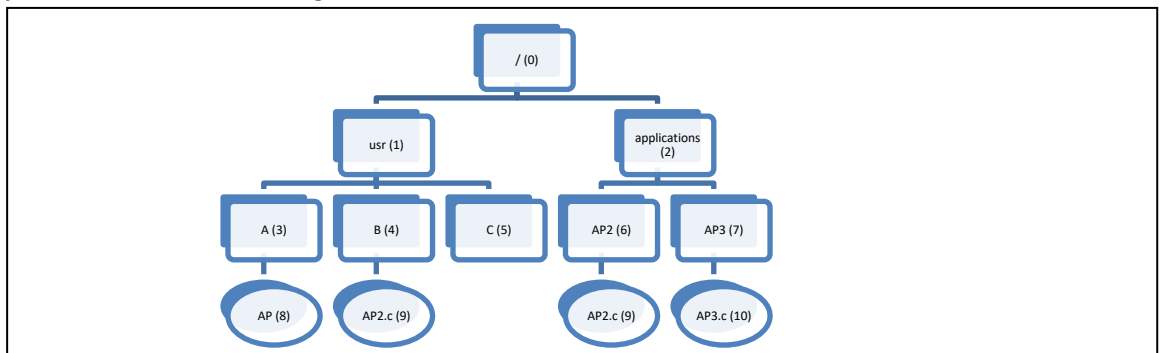 / (0)
usr (1)
applications
(2)
A (3)
B (4)
C (5)
AP2 (6)
AP3 (7)
AP (8)
AP2.c (9)
AP2.c (9)
AP3.c (10)